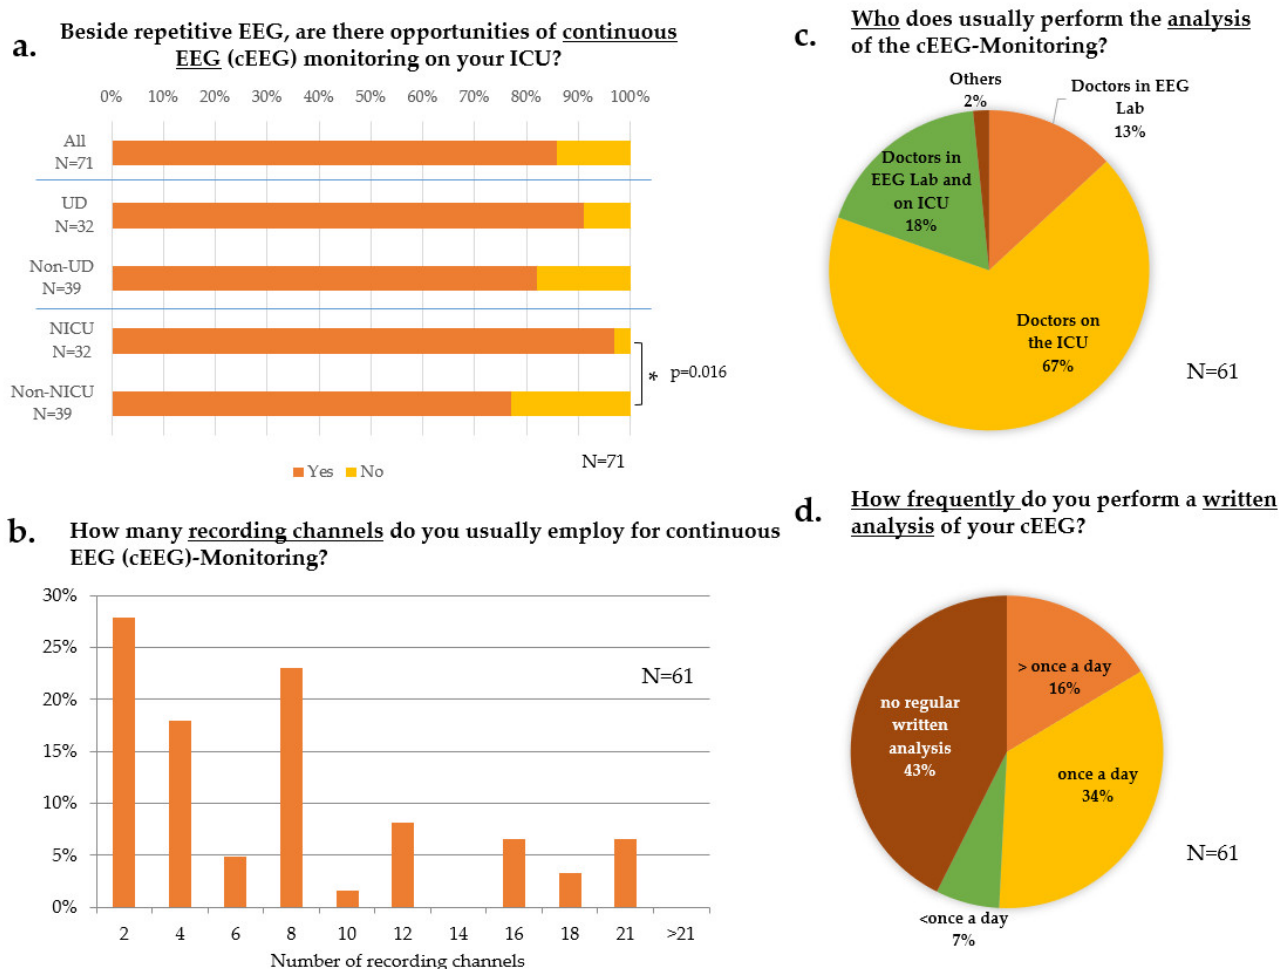 a.
Beside repetitive EEG, are there opportunities of continuous
EEG (cEEG) monitoring on your ICU?
0% 10% 20% 30% 40% 50% 60% 70% 80% 90% 100%
All
N=71
UD
N=32
Non-UD
N=39
NICU
N=32
Non-NICU
N=39
* p=0.016
Yes No
N=71
b.
How many recording channels do you usually employ for continuous
EEG (cEEG)-Monitoring?
30%
25%
20%
15%
10%
5%
0%
N=61
2 4 6 8 10 12 14 16 18 21 >21
Number of recording channels
c.
Who does usually perform the analysis
of the cEEG-Monitoring?
Others
2%
Doctors in EEG
Lab
13%
Doctors in
EEG Lab and
on ICU
18%
Doctors on
the ICU
67%
N=61
d.
How frequently do you perform a written
analysis of your cEEG?
> once a day
16%
no regular
written
analysis
43%
once a day
34%
<once a day
7%
N=61